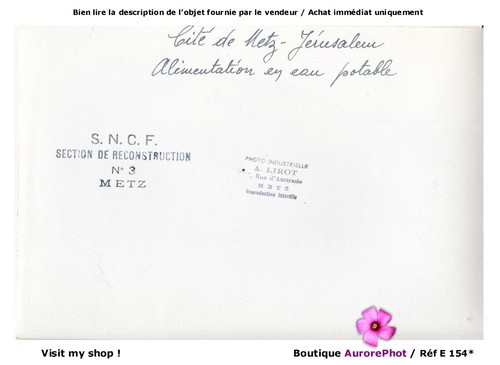 Bien lire la description de l'objet fournie par le vendeur / Achat immédiat uniquement
Cité de Metz - Jérusalem
Alimentation en eau potable
S. N. C. F.
SECTION DE RECONSTRUCTION
N° 3
METZ
PHOTO INDUSTRIELLE
A. LIROT
Rue d'Austrasie
METZ
Reproduction Interdite
Visit my shop !
Boutique AurorePhot / Réf E 154*